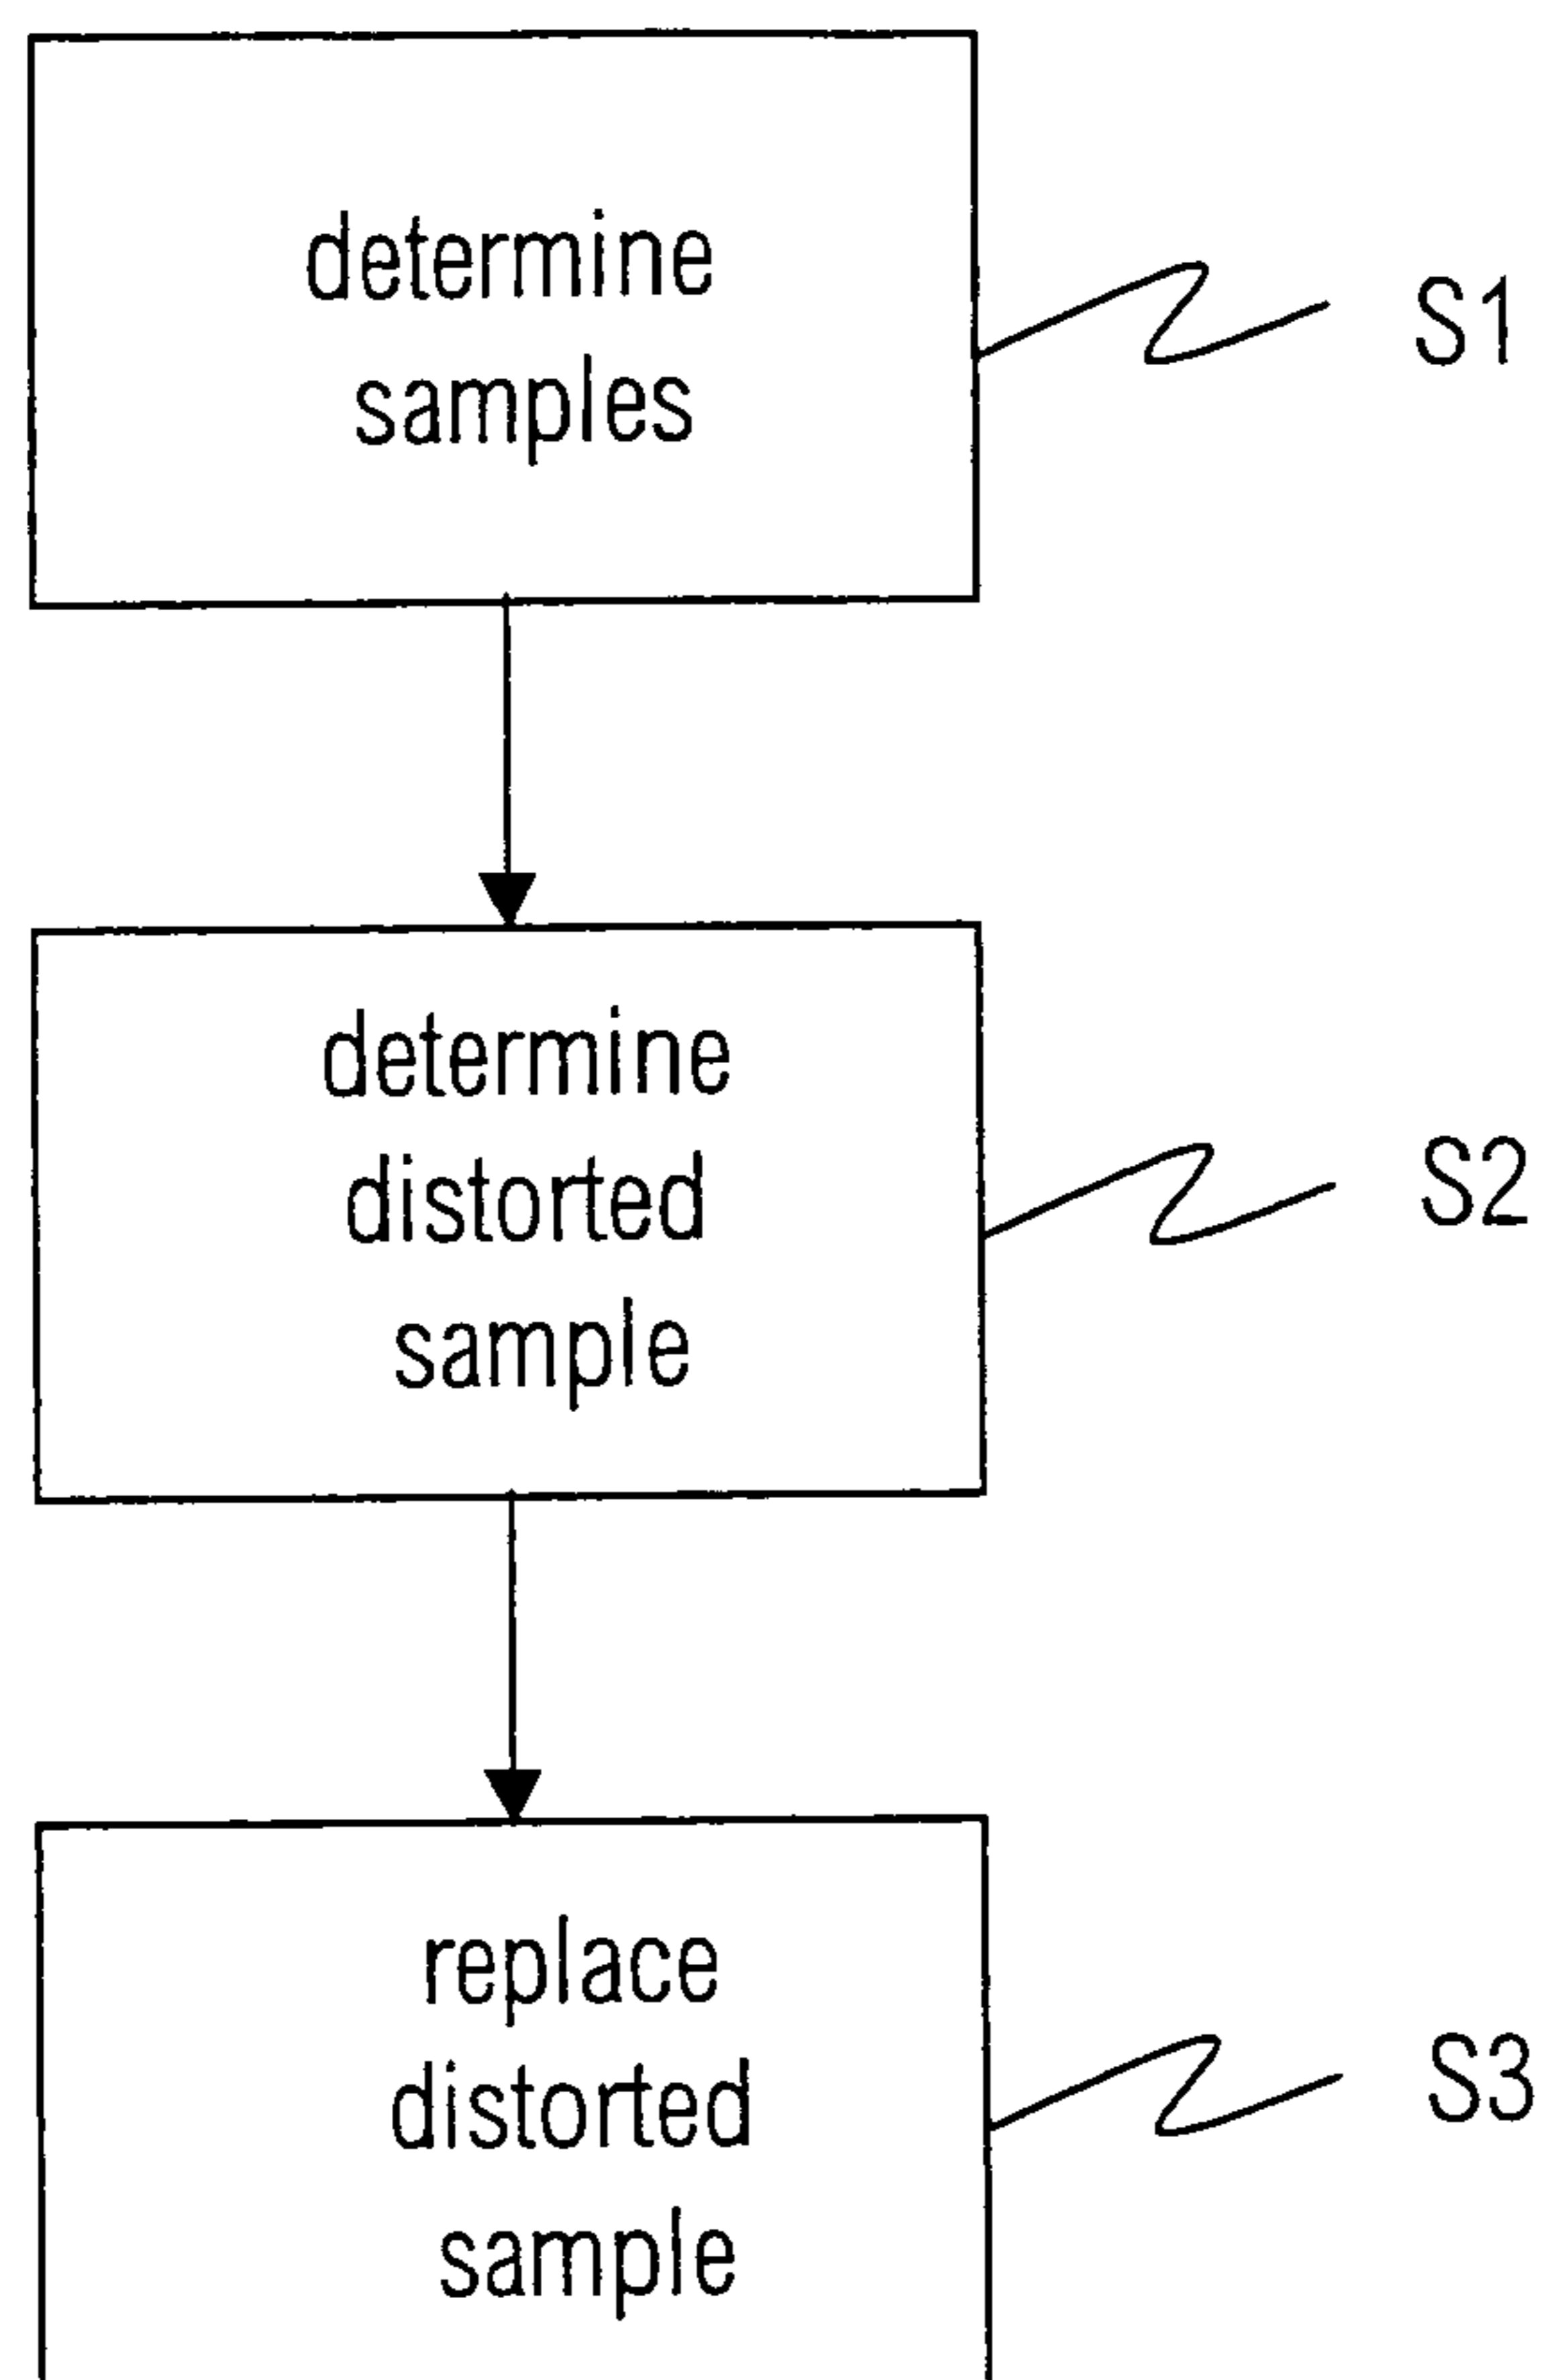 determine
samples
S1
determine
distorted
sample
S2
replace
distorted
sample
S3